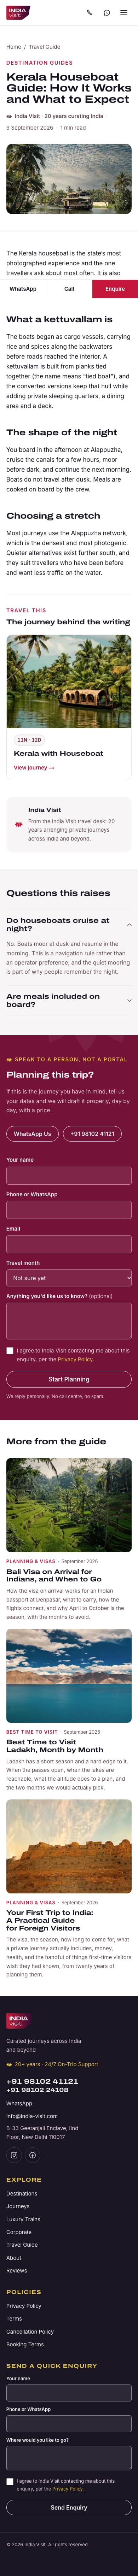 INDIA
visit
Home / Travel Guide
DESTINATION GUIDES
Kerala Houseboat
Guide: How It Works
and What to Expect
India Visit · 20 years curating India ·
9 September 2026 · 1 min read
The Kerala houseboat is the state's most
photographed experience and the one
travellers ask about most often. It is also
WhatsApp
Call
Enquire
What a kettuvallam is
The boats began as cargo vessels, carrying
rice and spices along the backwaters
before roads reached the interior. A
kettuvallam is built from planks lashed with
coir (the name means "tied boat"), and the
ones converted over recent decades now
carry private sleeping quarters, a dining
area and a deck.
The shape of the night
You board in the afternoon at Alappuzha,
cruise the canals for a few hours, moor
before dark, and continue in the morning.
Boats do not travel after dusk. Meals are
cooked on board by the crew.
Choosing a stretch
Most journeys use the Alappuzha network,
which is the densest and most photogenic.
Quieter stretches exist further south and
they suit travellers who have been before
and want less traffic on the water.
TRAVEL THIS
The journey behind the writing
11N · 12D
Kerala with Houseboat
View journey →
India Visit
From the India Visit travel desk: 20
years arranging private journeys
across India and beyond.
Questions this raises
Do houseboats cruise at
night?
No. Boats moor at dusk and resume in the
morning. This is a navigation rule rather than
an operator preference, and the quiet mooring
is part of why people remember the night.
Are meals included on
board?
SPEAK TO A PERSON, NOT A PORTAL
Planning this trip?
If this is the journey you have in mind, tell us
your dates and we will draft it properly, day by
day, with a price.
WhatsApp Us
+91 98102 41121
Your name
Phone or WhatsApp
Email
Travel month
Not sure yet
Anything you'd like us to know? (optional)
I agree to India Visit contacting me about this
enquiry, per the Privacy Policy.
Start Planning
We reply personally. No call centre, no spam.
More from the guide
PLANNING & VISAS · September 2026
Bali Visa on Arrival for
Indians, and When to Go
How the visa on arrival works for an Indian
passport at Denpasar, what to carry, how the
flights connect, and why April to October is the
season, with the months to avoid.
BEST TIME TO VISIT · September 2026
Best Time to Visit
Ladakh, Month by Month
Ladakh has a short season and a hard edge to it.
When the passes open, when the lakes are
reachable, what the altitude does to a plan, and
the two months we would actually pick.
PLANNING & VISAS · September 2026
Your First Trip to India:
A Practical Guide
for Foreign Visitors
The visa, the season, how long to come for, what
a private journey actually includes, money,
health, and the handful of things first-time visitors
always wish they had known, from twenty years of
planning them.
INDIA
visit
Curated journeys across India
and beyond
20+ years · 24/7 On-Trip Support
+91 98102 41121
+91 98102 24108
WhatsApp
info@india-visit.com
B-33 Geetanjali Enclave, IInd
Floor, New Delhi 110017
EXPLORE
Destinations
Journeys
Luxury Trains
Corporate
Travel Guide
About
Reviews
POLICIES
Privacy Policy
Terms
Cancellation Policy
Booking Terms
SEND A QUICK ENQUIRY
Your name
Phone or WhatsApp
Where would you like to go?
I agree to India Visit contacting me about this
enquiry, per the Privacy Policy.
Send Enquiry
© 2026 India Visit. All rights reserved.